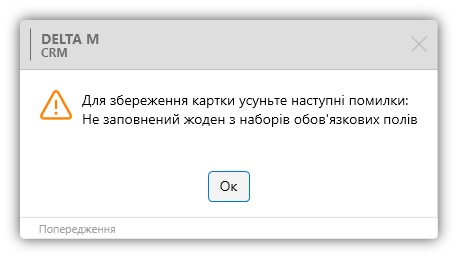 DELTA M
CRM
Для збереження картки усуньте наступні помилки:
Не заповнений жоден з наборів обов'язкових полів
Ок
Попередження